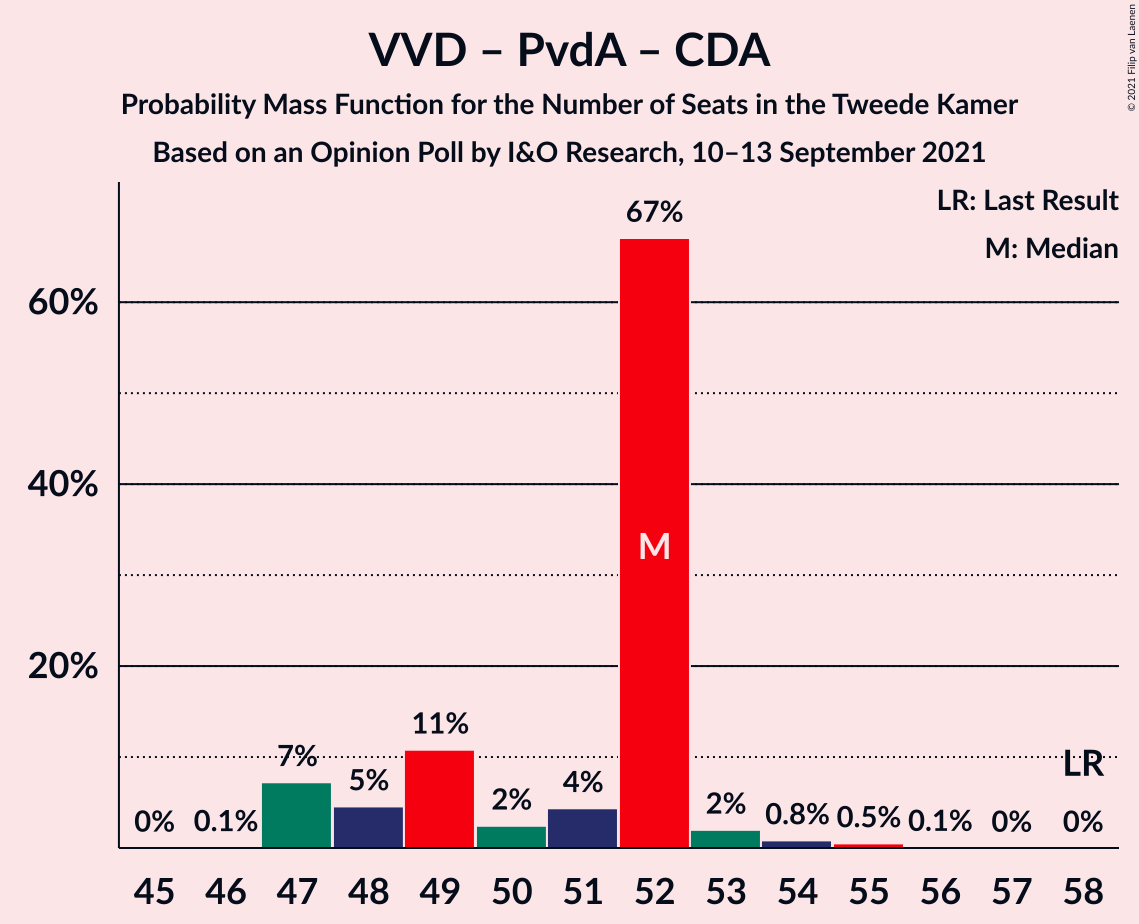 VVD – PvdA – CDA
Probability Mass Function for the Number of Seats in the Tweede Kamer
Based on an Opinion Poll by I&O Research, 10–13 September 2021
© 2021 Filip van Laenen
LR: Last Result
M: Median
60%
40%
20%
0%
0.1%
7%
5%
11%
2%
4%
67%
M
2%
0.8%
0.5%
0.1%
0%
LR
0%
45 46 47 48 49 50 51 52 53 54 55 56 57 58